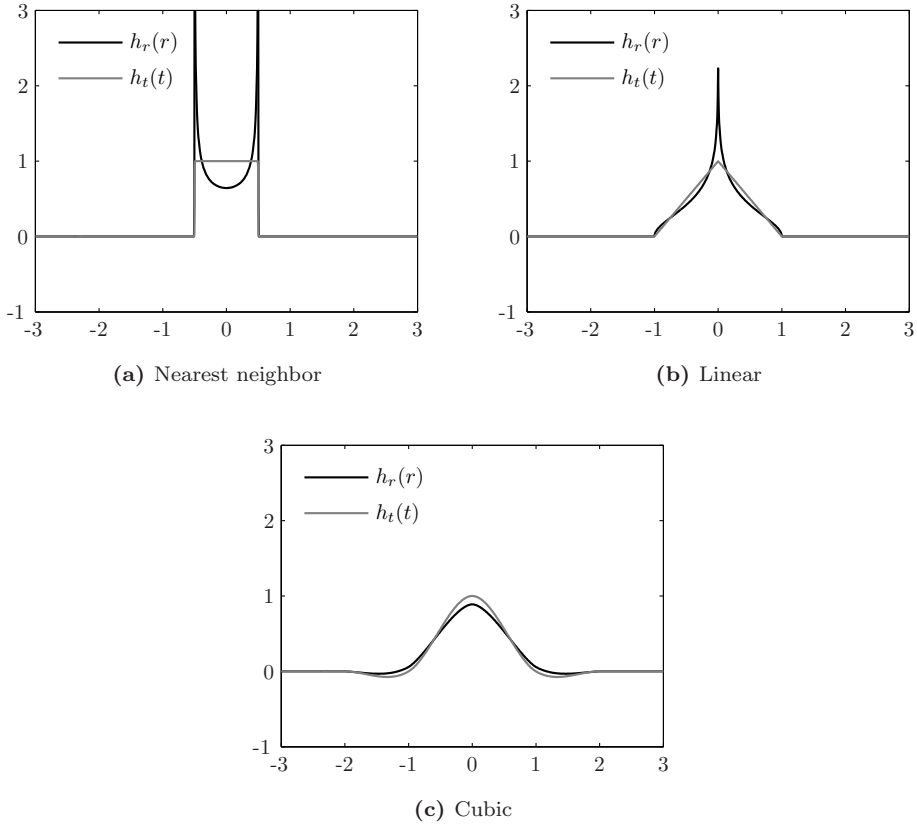 3
2
1
0
-1
-3 -2 -1 0 1 2 3
h_r(r)
h_t(t)
(a) Nearest neighbor
3
2
1
0
-1
-3 -2 -1 0 1 2 3
h_r(r)
h_t(t)
(b) Linear
3
2
1
0
-1
-3 -2 -1 0 1 2 3
h_r(r)
h_t(t)
(c) Cubic